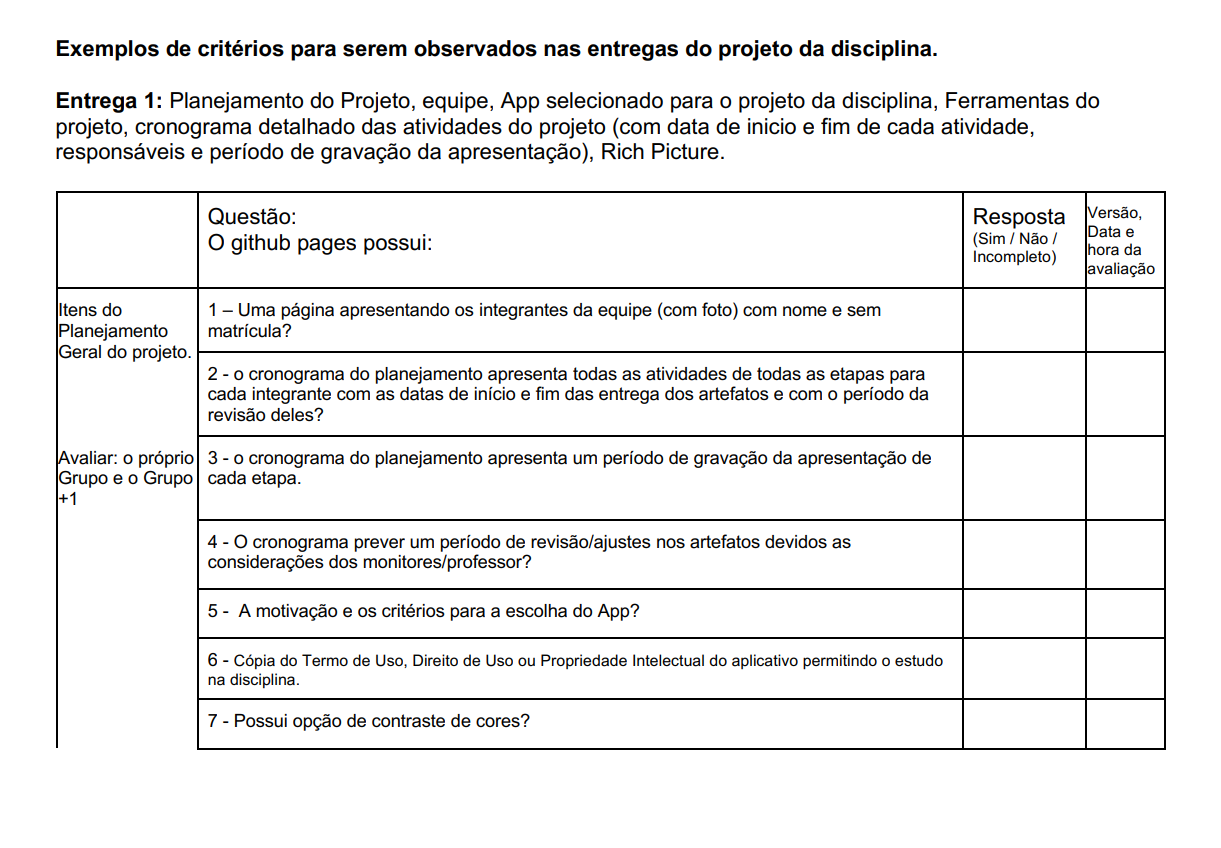 Exemplos de critérios para serem observados nas entregas do projeto da disciplina.
Entrega 1: Planejamento do Projeto, equipe, App selecionado para o projeto da disciplina, Ferramentas do
projeto, cronograma detalhado das atividades do projeto (com data de inicio e fim de cada atividade,
responsáveis e período de gravação da apresentação), Rich Picture.
Questão:
O github pages possui:
Resposta
(Sim / Não /
Incompleto)
Versão,
Data e
hora da
avaliação
Itens do
Planejamento
Geral do projeto.
1 – Uma página apresentando os integrantes da equipe (com foto) com nome e sem
matrícula?
2 - o cronograma do planejamento apresenta todas as atividades de todas as etapas para
cada integrante com as datas de início e fim das entrega dos artefatos e com o período da
revisão deles?
Avaliar: o próprio
Grupo e o Grupo
+1
3 - o cronograma do planejamento apresenta um período de gravação da apresentação de
cada etapa.
4 - O cronograma prever um período de revisão/ajustes nos artefatos devidos as
considerações dos monitores/professor?
5 -  A motivação e os critérios para a escolha do App?
6 - Cópia do Termo de Uso, Direito de Uso ou Propriedade Intelectual do aplicativo permitindo o estudo
na disciplina.
7 - Possui opção de contraste de cores?